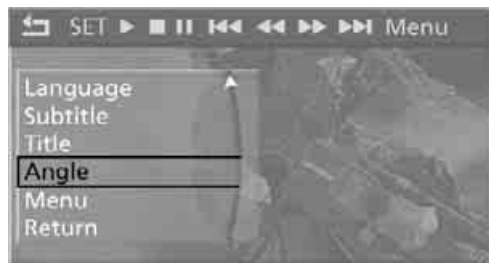 SET Menu
Language
Subtitle
Title
Angle
Menu
Return